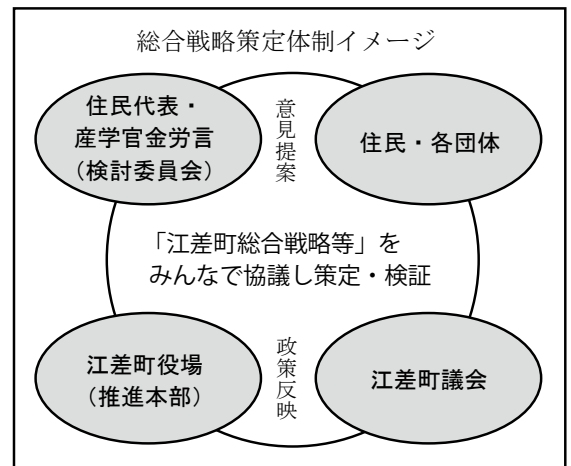 総合戦略策定体制イメージ
住民代表・
産学官金労言
（検討委員会）
意見提案
住民・各団体
「江差町総合戦略等」を
みんなで協議し策定・検証
江差町役場
（推進本部）
政策反映
江差町議会